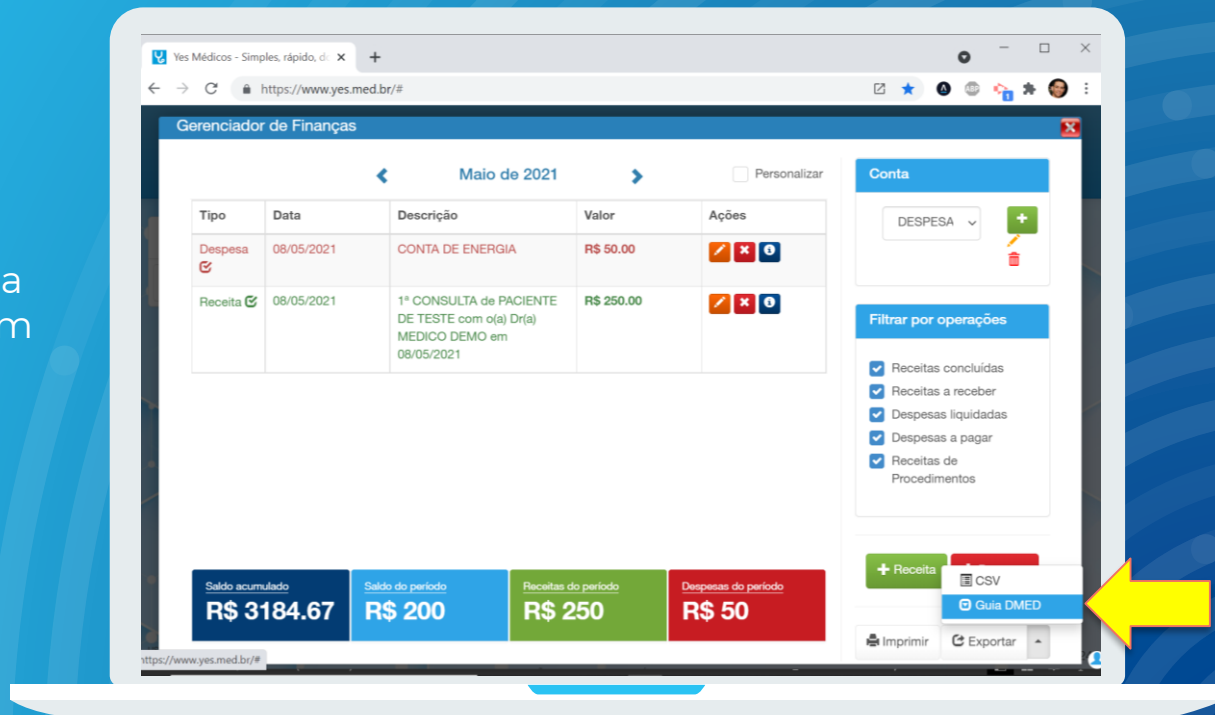 a
m
Yes Médicos - Simples, rápido, do
https://www.yes.med.br/#
Gerenciador de Finanças
Maio de 2021
Personalizar
Tipo Data Descrição Valor Ações
Despesa 08/05/2021 CONTA DE ENERGIA R$ 50.00
Receita 08/05/2021 1ª CONSULTA de PACIENTE R$ 250.00
DE TESTE com o(a) Dr(a)
MEDICO DEMO em
08/05/2021
Conta
DESPESA
Filtrar por operações
Receitas concluídas
Receitas a receber
Despesas liquidadas
Despesas a pagar
Receitas de
Procedimentos
Saldo acumulado
R$ 3184.67
Saldo do período
R$ 200
Receitas do período
R$ 250
Despesas do período
R$ 50
+ Receita
CSV
Guia DMED
Imprimir Exportar
https://www.yes.med.br/#